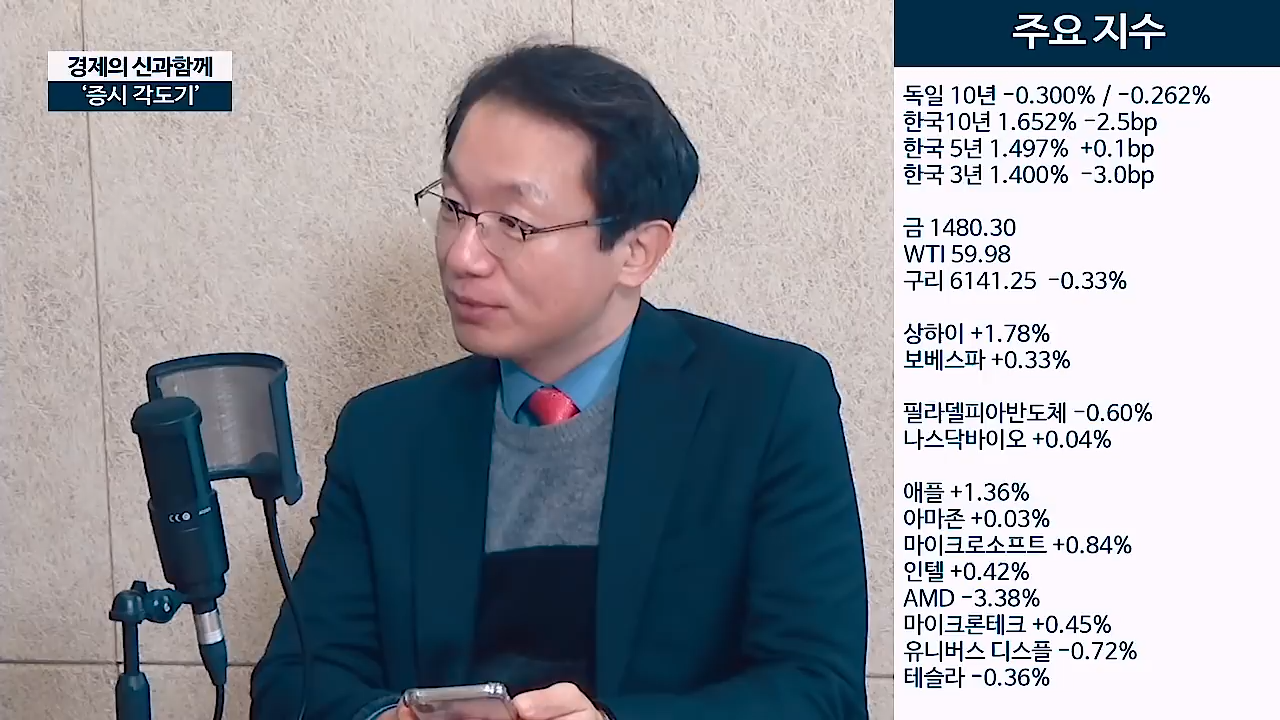 경제의 신과함께
‘증시 각도기’
주요 지수
독일 10년 -0.300% / -0.262%
한국10년 1.652% -2.5bp
한국 5년 1.497% +0.1bp
한국 3년 1.400% -3.0bp
금 1480.30
WTI 59.98
구리 6141.25 -0.33%
상하이 +1.78%
보베스파 +0.33%
필라델피아반도체 -0.60%
나스닥바이오 +0.04%
애플 +1.36%
아마존 +0.03%
마이크로소프트 +0.84%
인텔 +0.42%
AMD -3.38%
마이크론테크 +0.45%
유니버스 디스플 -0.72%
테슬라 -0.36%